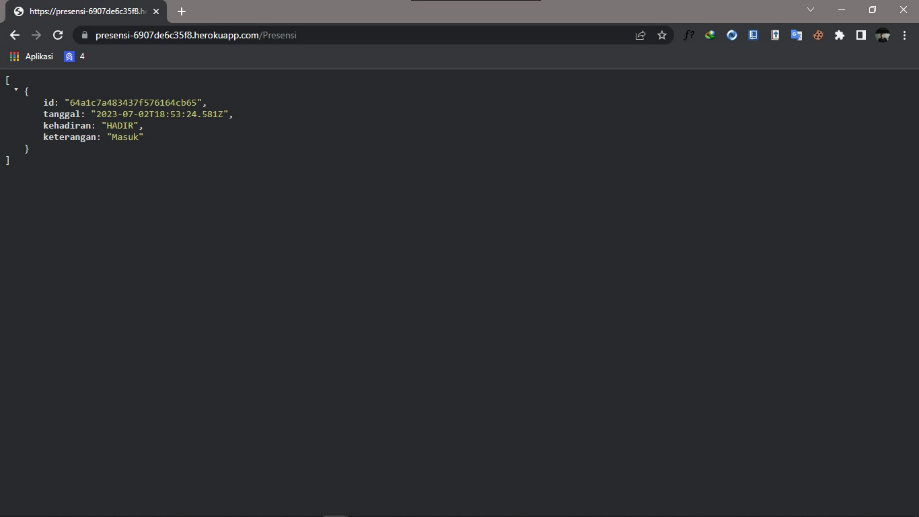 https://presensi-6907de6c35f8.he
presensi-6907de6c35f8.herokuapp.com/Presensi
f?
Aplikasi
4
[
{
id: "64a1c7a483437f576164cb65",
tanggal: "2023-07-02T18:53:24.581Z",
kehadiran: "HADIR",
keterangan: "Masuk"
}
]